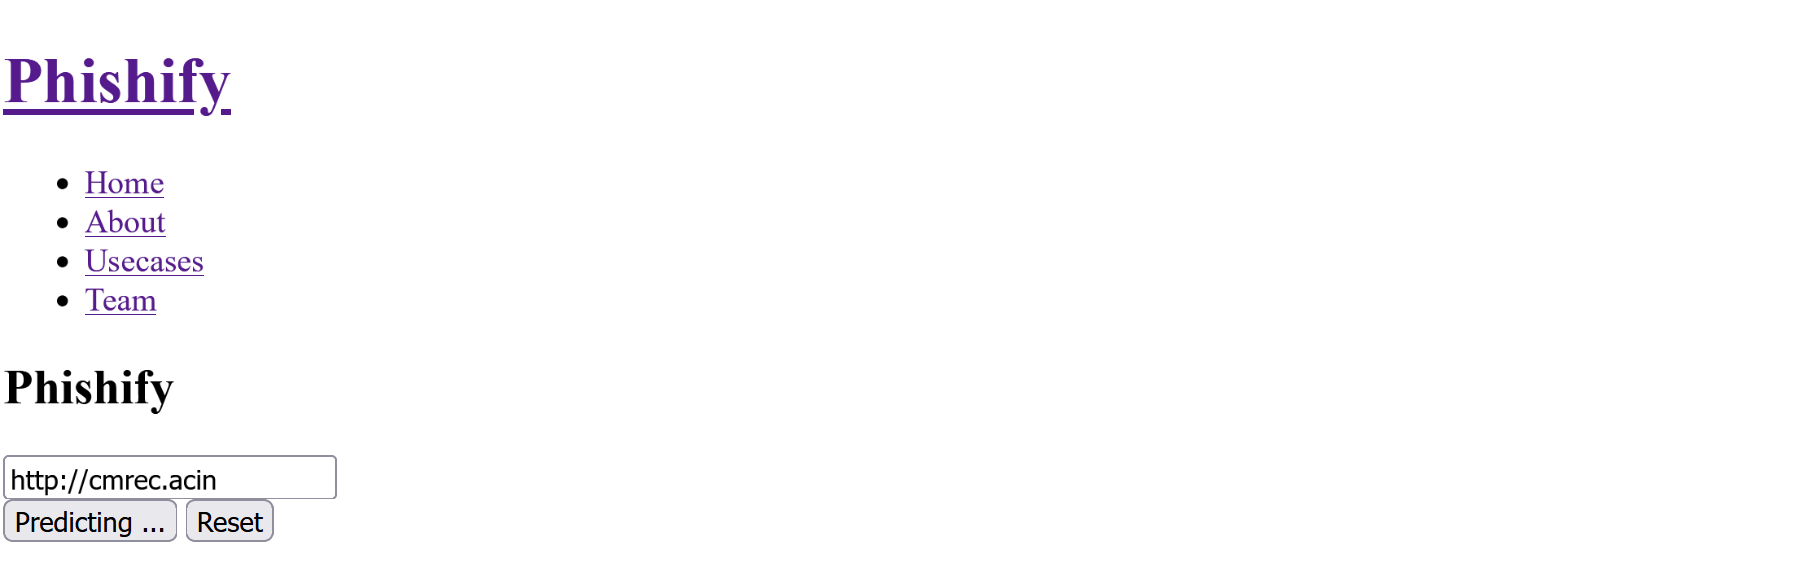 Phishify
Home
About
Usecases
Team
Phishify
http://cmrec.acin
Predicting ... Reset